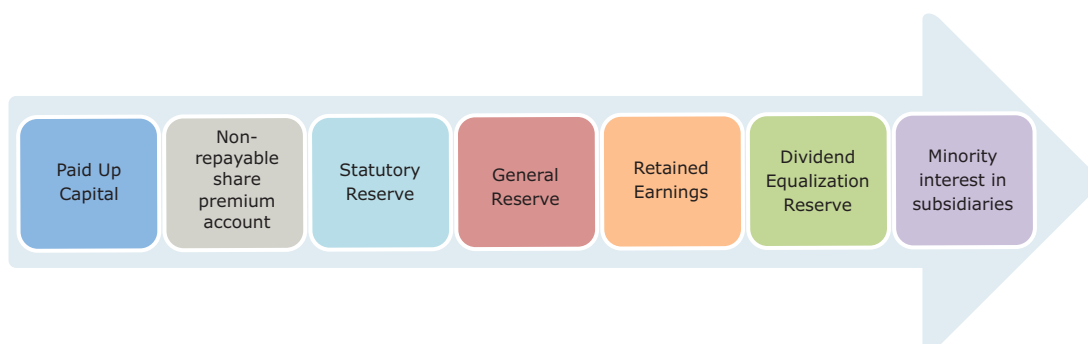 Paid Up
Capital
Non-
repayable
share
premium
account
Statutory
Reserve
General
Reserve
Retained
Earnings
Dividend
Equalization
Reserve
Minority
interest in
subsidiaries